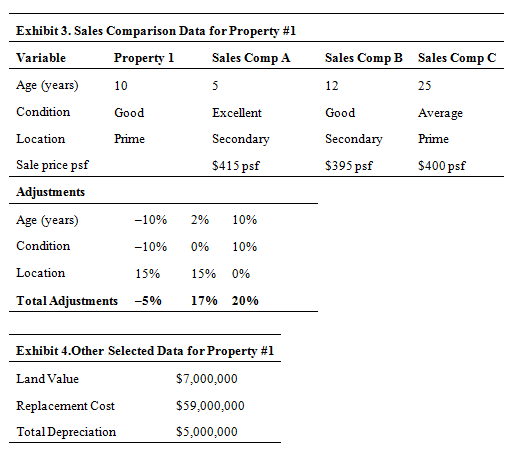 Exhibit 3. Sales Comparison Data for Property #1
Variable Property 1 Sales Comp A Sales Comp B Sales Comp C
Age (years) 10 5 12 25
Condition Good Excellent Good Average
Location Prime Secondary Secondary Prime
Sale price psf $415 psf $395 psf $400 psf
Adjustments
Age (years) –10% 2% 10%
Condition –10% 0% 10%
Location 15% 15% 0%
Total Adjustments –5% 17% 20%
Exhibit 4.Other Selected Data for Property #1
Land Value $7,000,000
Replacement Cost $59,000,000
Total Depreciation $5,000,000